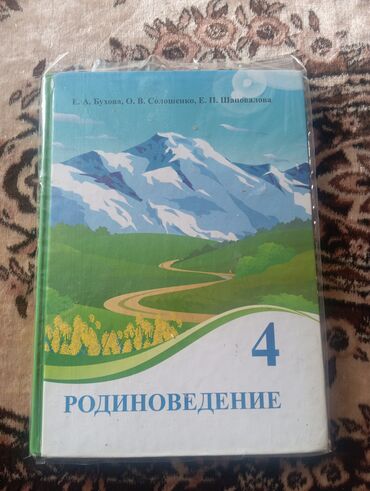 Е. А. Бухова, О. В. Солошенко, Е. П. Шаповалова
4
РОДИНОВЕДЕНИЕ